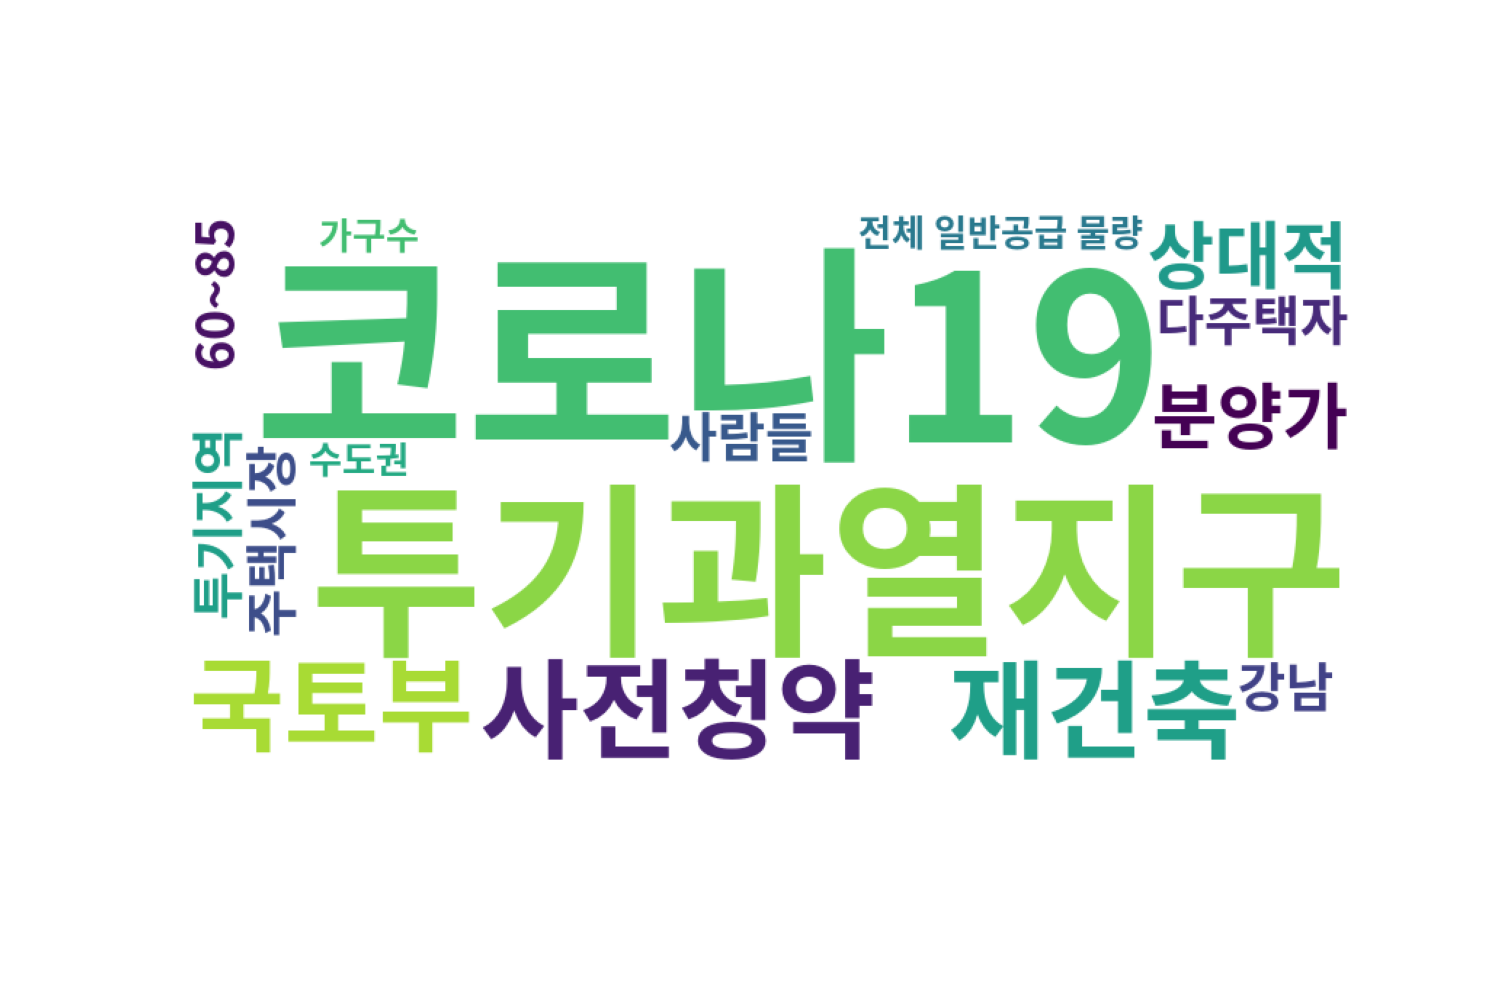 60~85
가구수
전체 일반공급 물량
상대적
코로나19
다주택자
분양가
사람들
투기지역
주택시장
수도권
투기과열지구
국토부
사전청약
재건축
강남